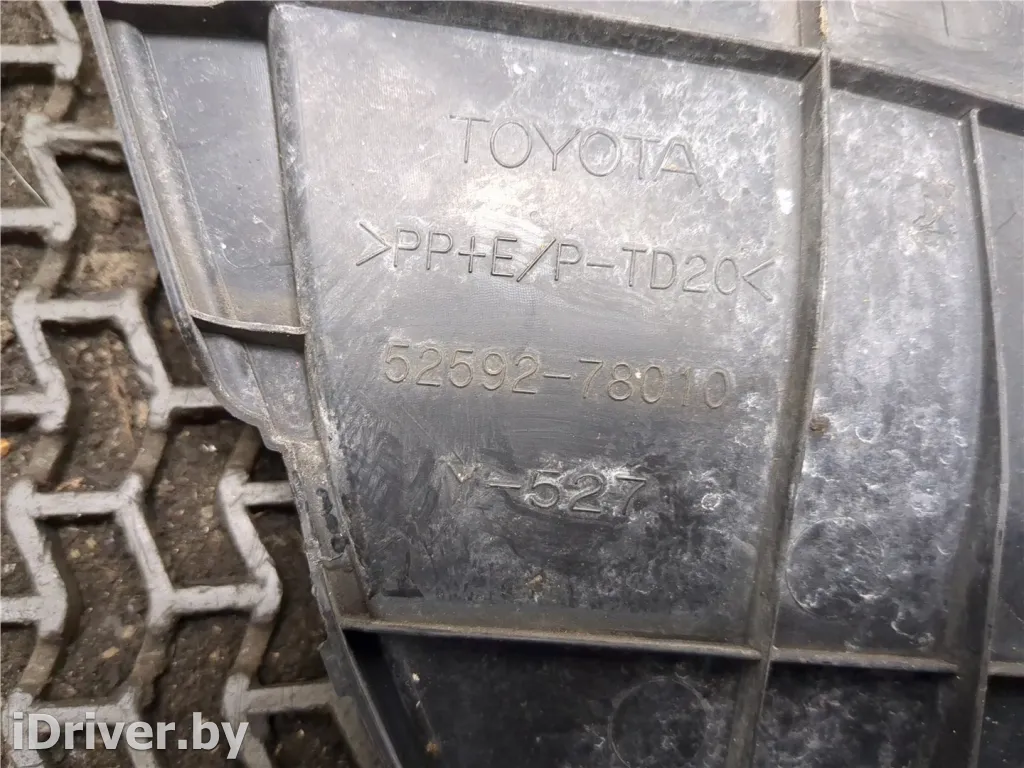 TOYOTA
>PP+E/P-TD20<
52592-78010
Y-527
iDriver.by